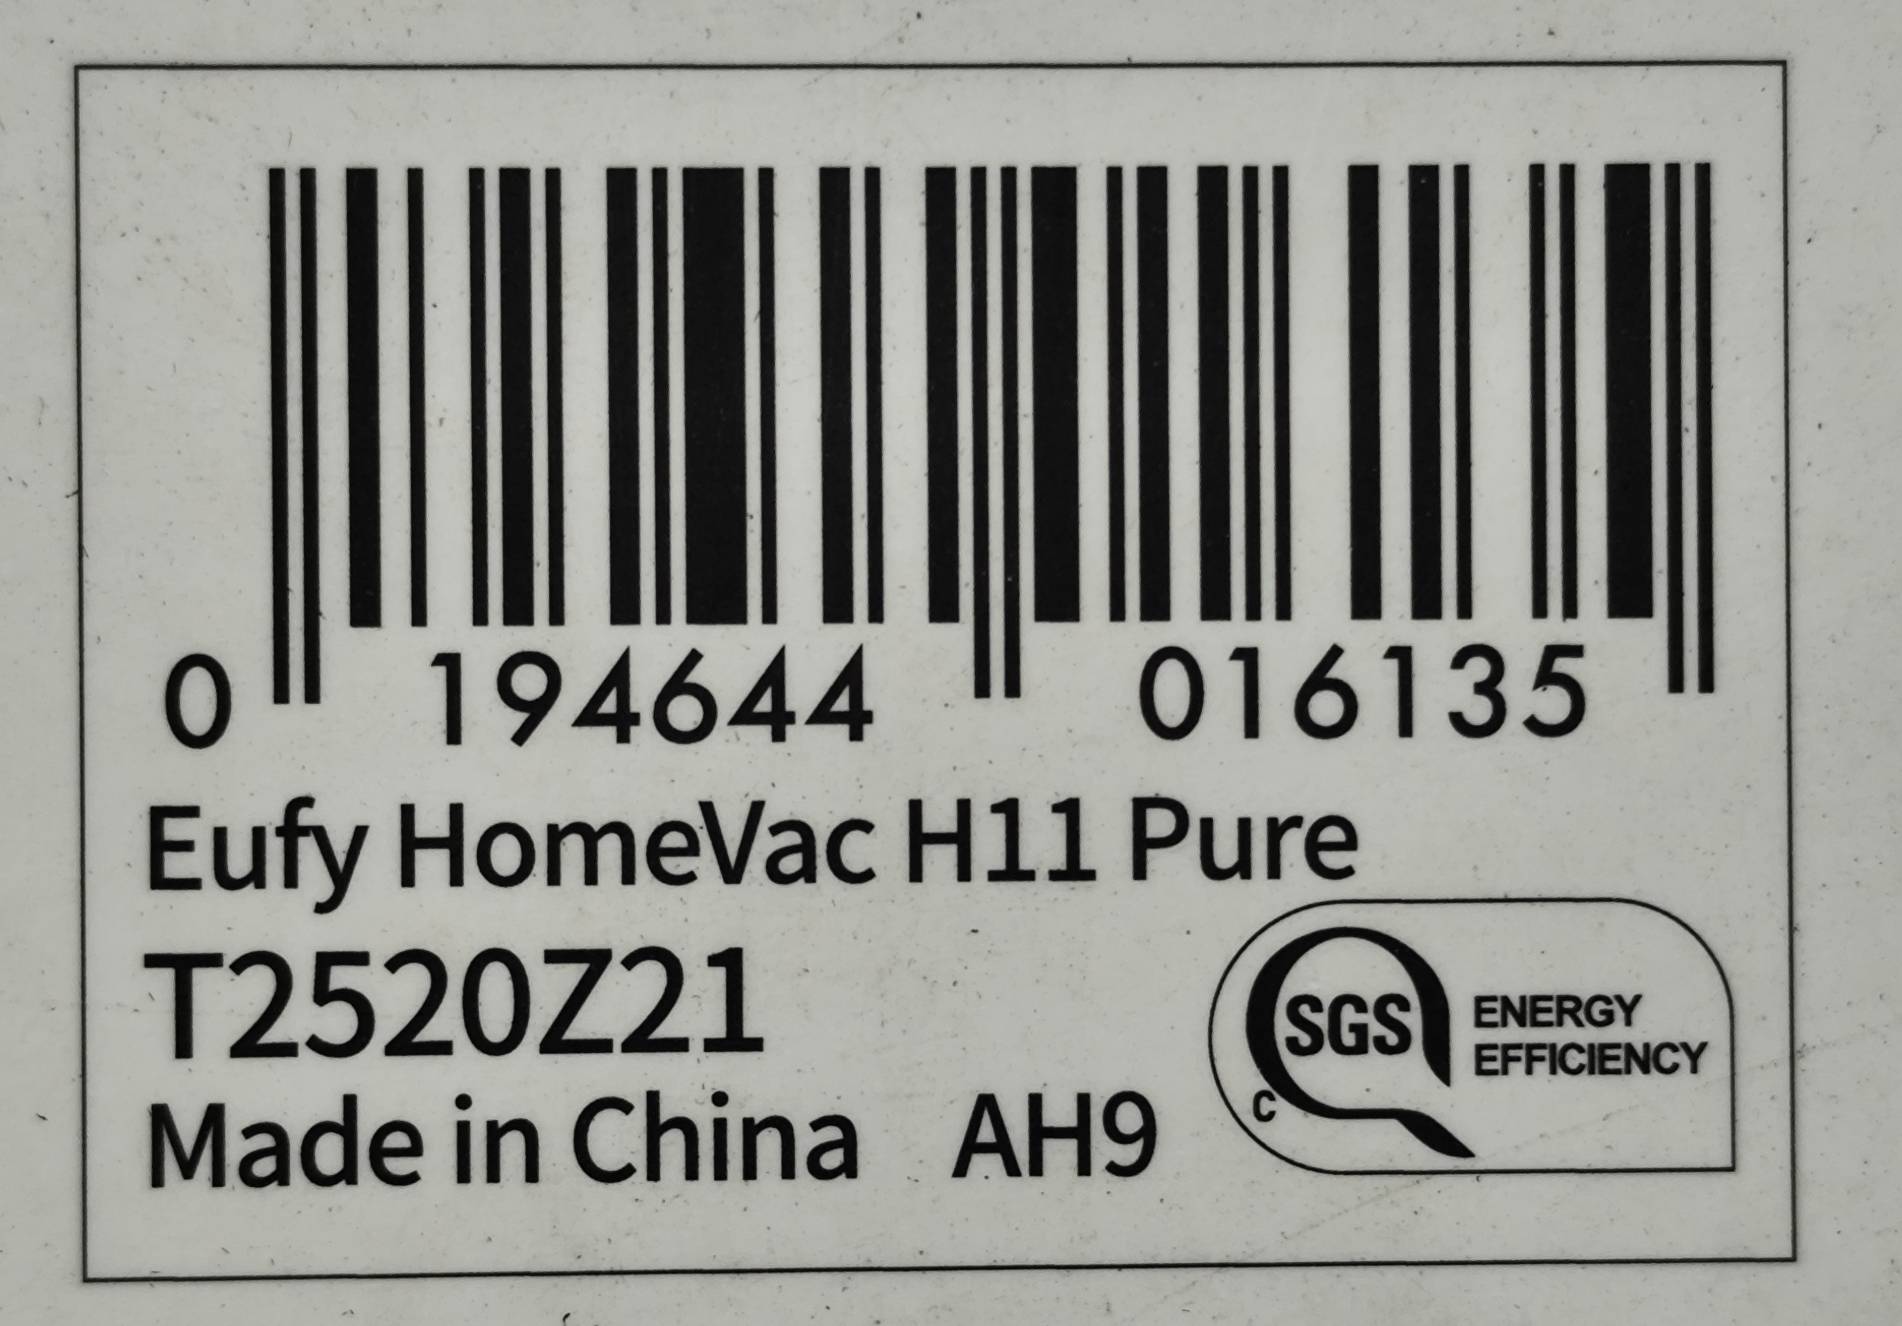 0 194644 016135
Eufy HomeVac H11 Pure
T2520Z21
Made in China AH9
C SGS ENERGY
EFFICIENCY